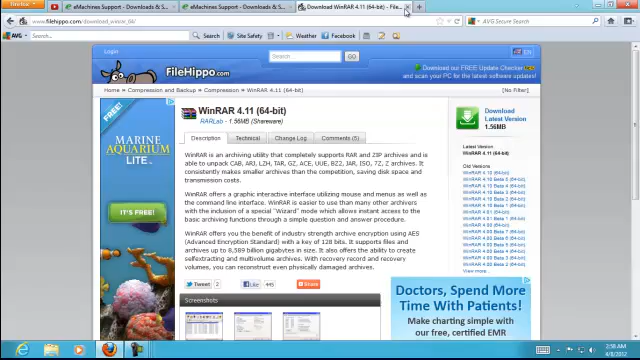 Firefox
eMachines Support - Downloads & S...
eMachines Support - Downloads & S...
Download WinRAR 4.11 (64-bit) - File...
www.filehippo.com/download_winrar_64/
AVG Secure Search
AVG
Search
Site Safety
Weather
Facebook
Login
EN
FileHippo.com
Search
GO
Download our FREE Update Checker
and scan your PC for the latest software updates!
Home » Compression and Backup » Compression » WinRAR 4.11 (64-bit)
[No Filter]
FREE!
MARINE
AQUARIUM
LITE
IT'S FREE!
WinRAR 4.11 (64-bit)
RARLab - 1.56MB (Shareware)
Description
Technical
Change Log
Comments (5)
WinRAR is an archiving utility that completely supports RAR and ZIP archives and is
able to unpack CAB, ARJ, LZH, TAR, GZ, ACE, UUE, BZ2, JAR, ISO, 7Z, Z archives. It
consistently makes smaller archives than the competition, saving disk space and
transmission costs.
WinRAR offers a graphic interactive interface utilizing mouse and menus as well as
the command line interface. WinRAR is easier to use than many other archivers
with the inclusion of a special "Wizard" mode which allows instant access to the
basic archiving functions through a simple question and answer procedure.
WinRAR offers you the benefit of industry strength archive encryption using AES
(Advanced Encryption Standard) with a key of 128 bits. It supports files and
archives up to 8,589 billion gigabytes in size. It also offers the ability to create
selfextracting and multivolume archives. With recovery record and recovery
volumes, you can reconstruct even physically damaged archives.
Tweet
2
Like
445
Share
Screenshots
Download
Latest Version
1.56MB
Latest Version
WinRAR 4.11 (64-bit)
Old Versions
View more...
Doctors, Spend More
Time With Patients!
Make charting simple with
our free, certified EMR
2:58 AM
4/8/2012